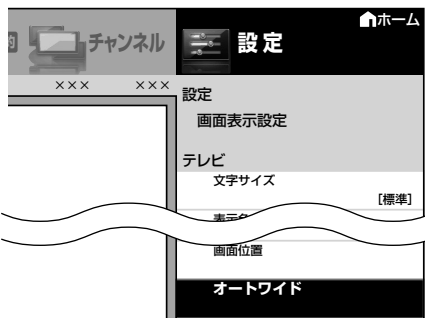 ホーム
的 チャンネル 設定
××× ×××
設定
画面表示設定
テレビ
文字サイズ
[標準]
画面位置
オートワイド